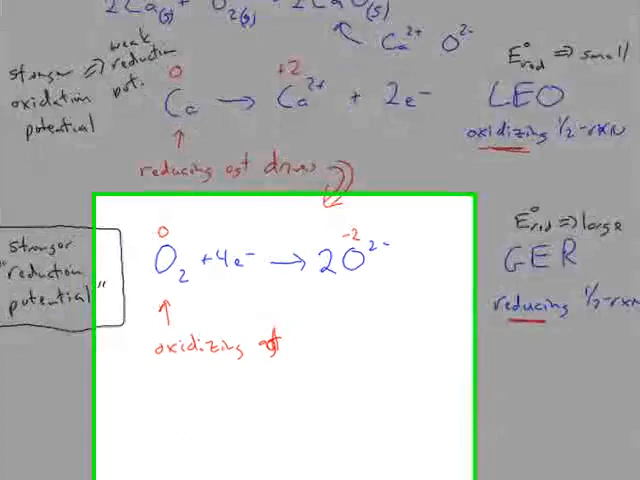 2Ca(s) + O2(g) → 2CaO(s)
Ca²⁺ O²⁻
weak
reduction
pot.
stronger ⇒
oxidation
potential
0 +2
Ca → Ca²⁺ + 2e⁻
E°red ⇒ small
LEO
oxidizing ½-rxn
reducing agt drives
stronger
"reduction
potential"
0 -2
O₂ + 4e⁻ → 2O²⁻
E°red ⇒ large
GER
reducing ½-rxn
oxidizing agt